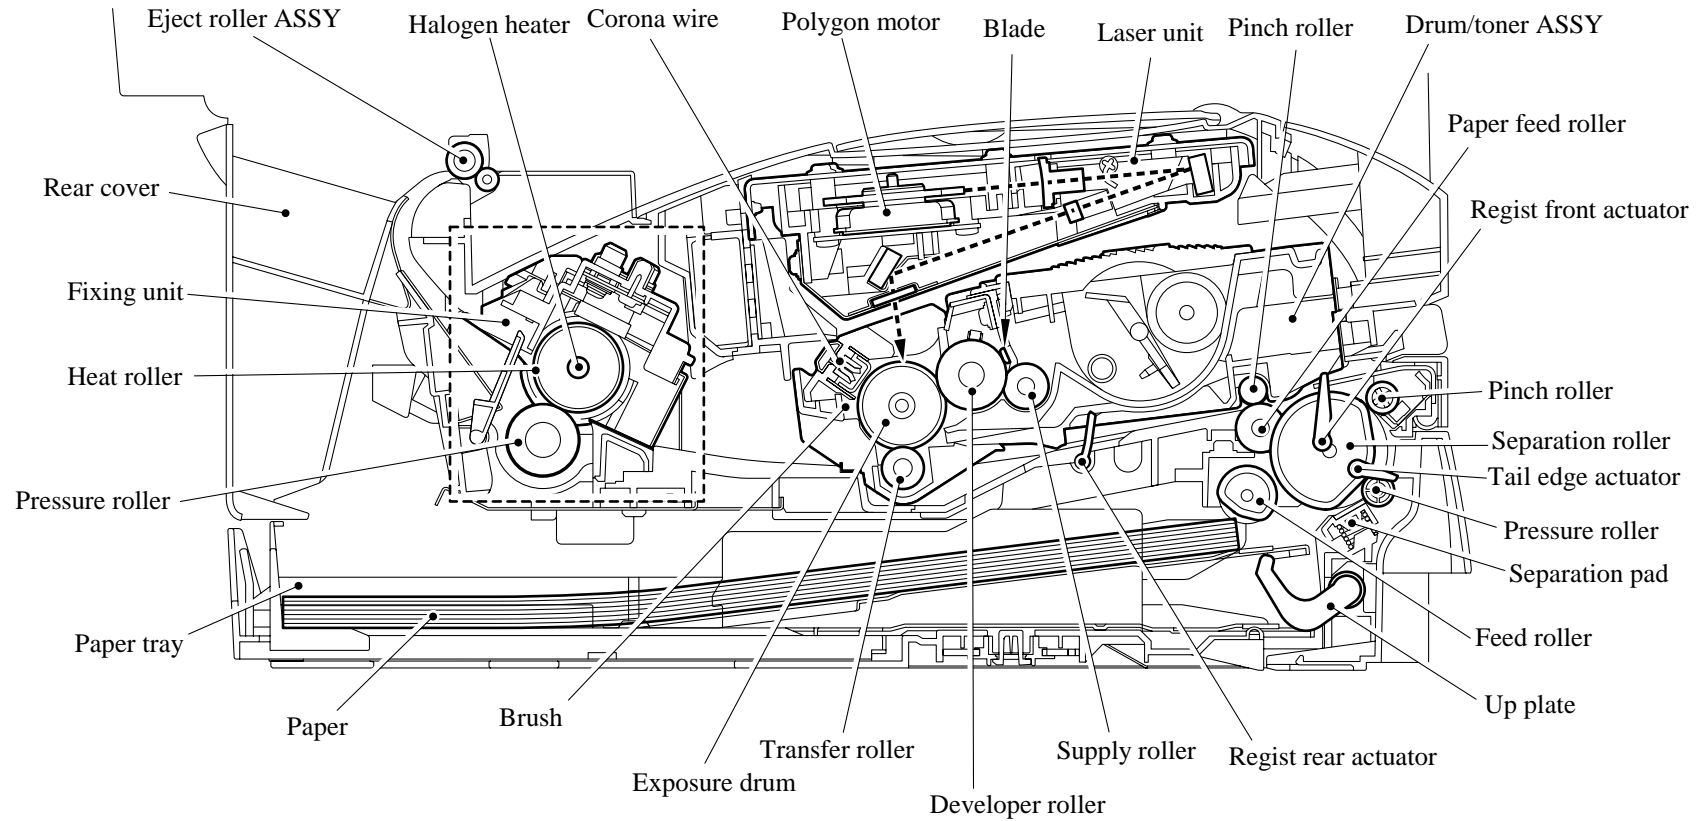 Eject roller ASSY
Halogen heater
Corona wire
Polygon motor
Blade
Laser unit
Pinch roller
Drum/toner ASSY
Paper feed roller
Rear cover
Regist front actuator
Fixing unit
Heat roller
Pinch roller
Separation roller
Pressure roller
Tail edge actuator
Pressure roller
Separation pad
Paper tray
Feed roller
Paper
Brush
Up plate
Transfer roller
Supply roller
Regist rear actuator
Exposure drum
Developer roller